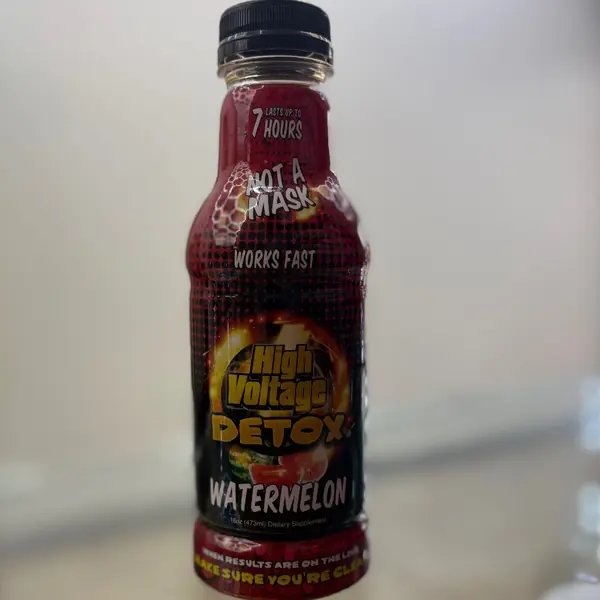 7 LASTS UP TO
HOURS
NOT A
MASK
WORKS FAST
High
Voltage
DETOX
WATERMELON
16oz (473ml) Dietary Supplement
WHEN RESULTS ARE ON THE LINE
MAKE SURE YOU'RE CLEAR